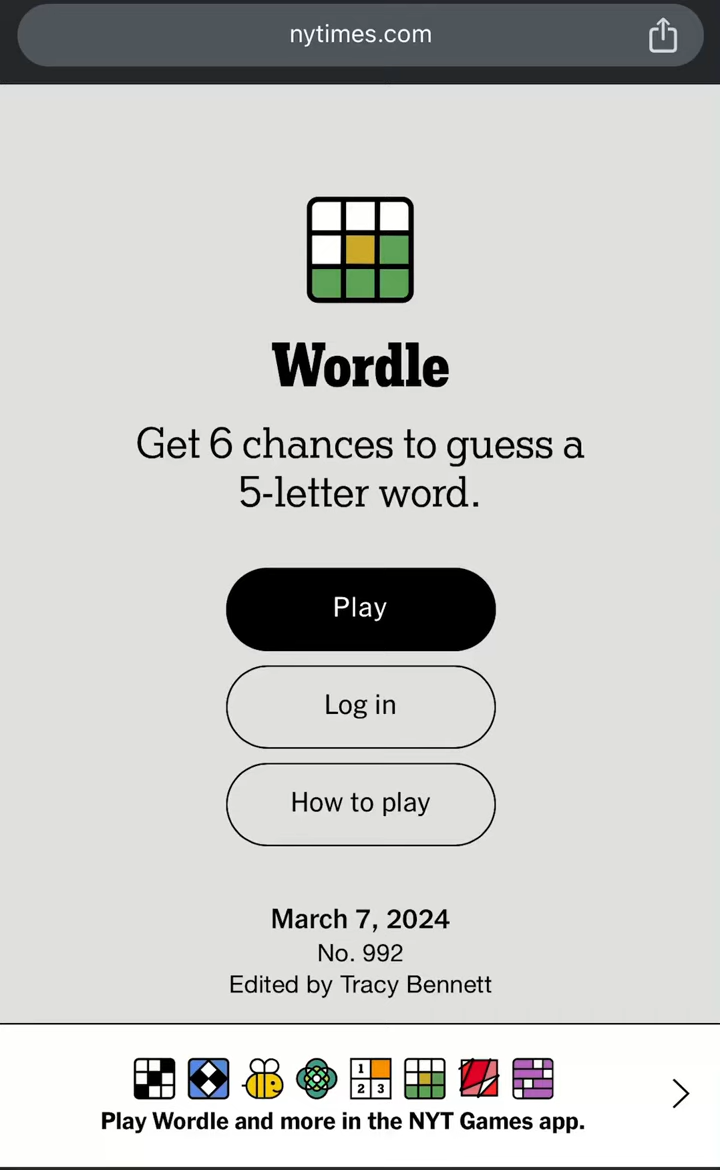 nytimes.com
Wordle
Get 6 chances to guess a
5-letter word.
Play
Log in
How to play
March 7, 2024
No. 992
Edited by Tracy Bennett
1
2 3
Play Wordle and more in the NYT Games app.